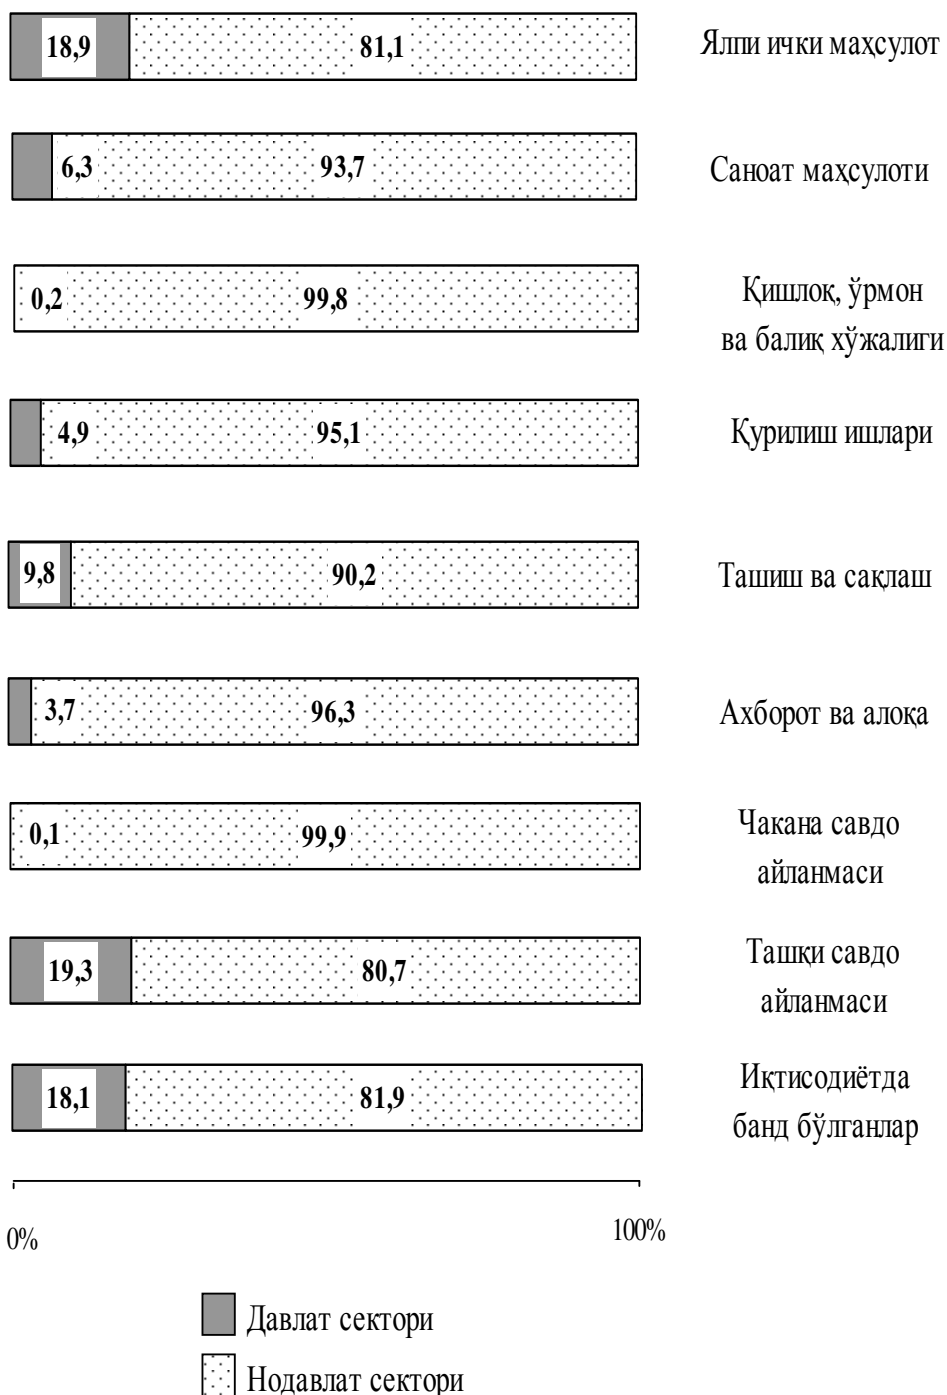 18,9 81,1 Ялпи ички маҳсулот
6,3 93,7 Саноат маҳсулоти
0,2 99,8 Қишлоқ, ўрмон
ва балиқ хўжалиги
4,9 95,1 Қурилиш ишлари
9,8 90,2 Ташиш ва сақлаш
3,7 96,3 Ахборот ва алоқа
0,1 99,9 Чакана савдо
айланмаси
19,3 80,7 Ташқи савдо
айланмаси
18,1 81,9 Иқтисодиётда
банд бўлганлар
0% 100%
Давлат сектори
Нодавлат сектори